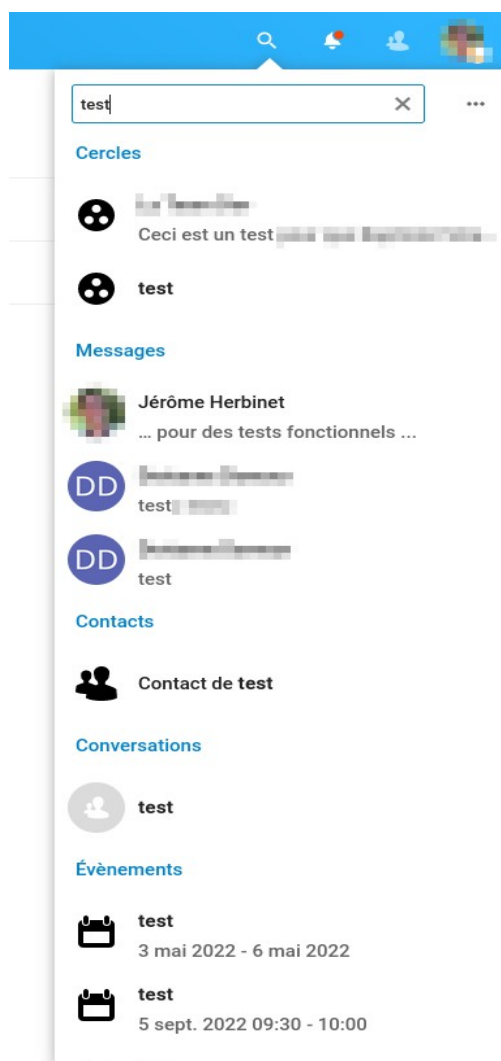 test
Cercles
Ceci est un test
test
Messages
Jérôme Herbinet
... pour des tests fonctionnels ...
DD
test
DD
test
Contacts
Contact de test
Conversations
test
Évènements
test
3 mai 2022 - 6 mai 2022
test
5 sept. 2022 09:30 - 10:00